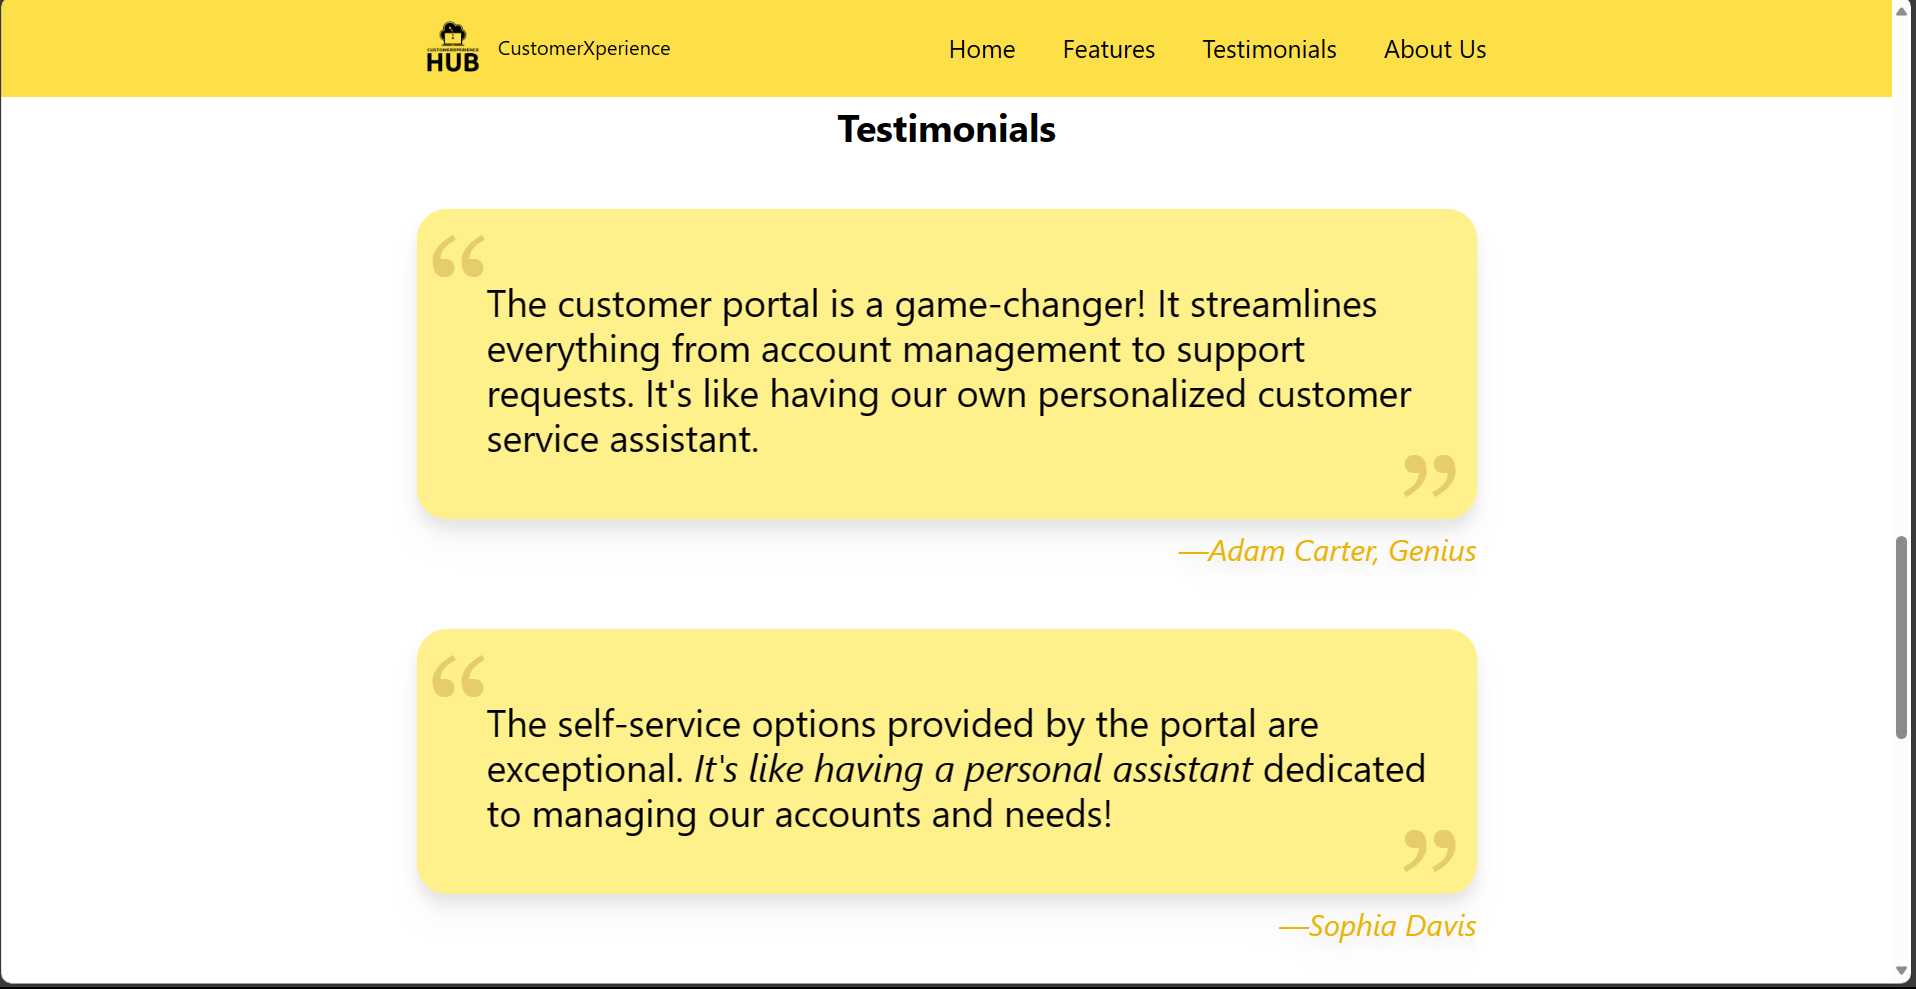 CUSTOMERXPERIENCE
HUB
CustomerXperience
Home
Features
Testimonials
About Us
Testimonials
“
The customer portal is a game-changer! It streamlines
everything from account management to support
requests. It's like having our own personalized customer
service assistant.
”
—Adam Carter, Genius
“
The self-service options provided by the portal are
exceptional. It's like having a personal assistant dedicated
to managing our accounts and needs!
”
—Sophia Davis